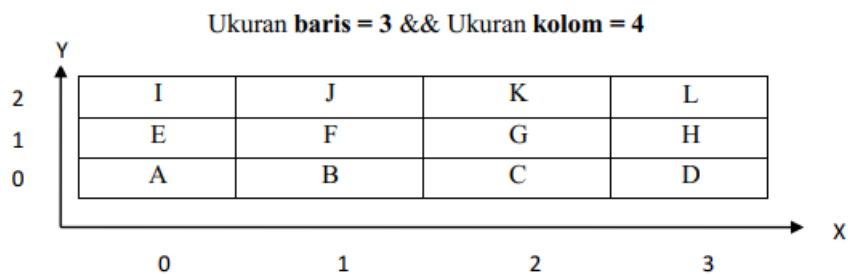 Ukuran baris = 3 && Ukuran kolom = 4
Y
2 I J K L
1 E F G H
0 A B C D
X
0 1 2 3